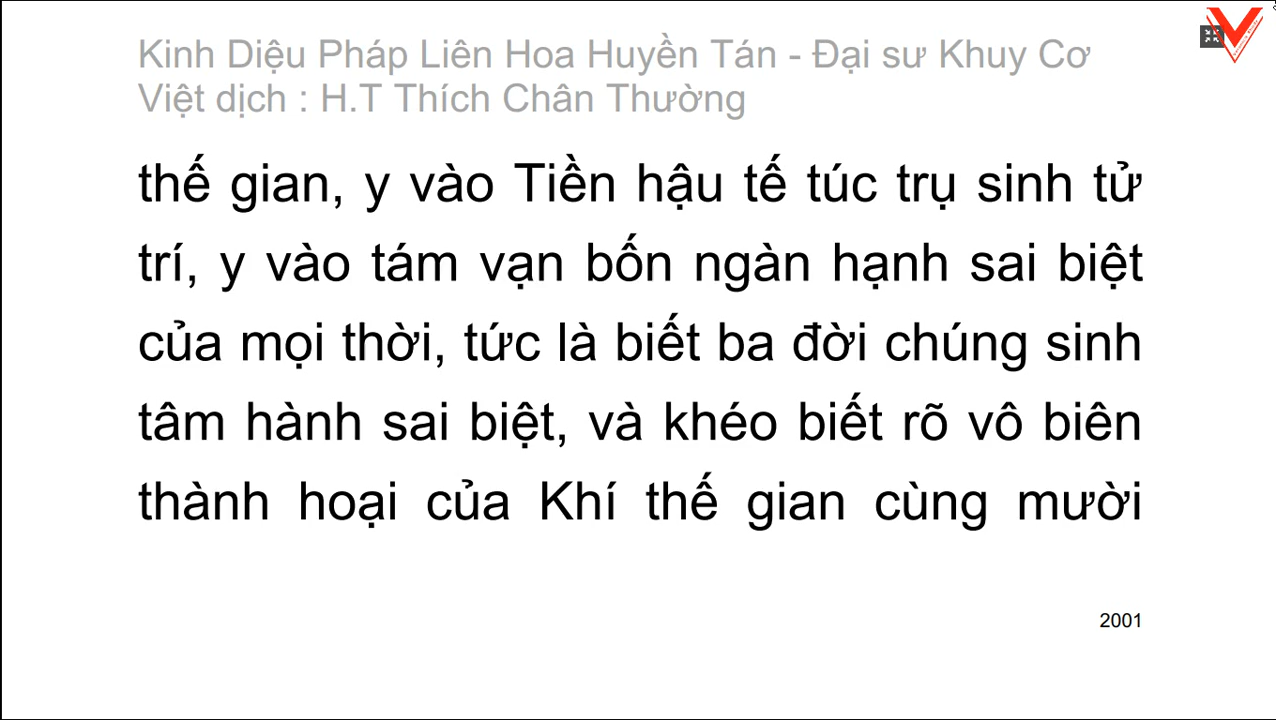 Kinh Diệu Pháp Liên Hoa Huyền Tán - Đại sư Khuy Cơ
Việt dịch : H.T Thích Chân Thường
thế gian, y vào Tiền hậu tế túc trụ sinh tử
trí, y vào tám vạn bốn ngàn hạnh sai biệt
của mọi thời, tức là biết ba đời chúng sinh
tâm hành sai biệt, và khéo biết rõ vô biên
thành hoại của Khí thế gian cùng mười
2001